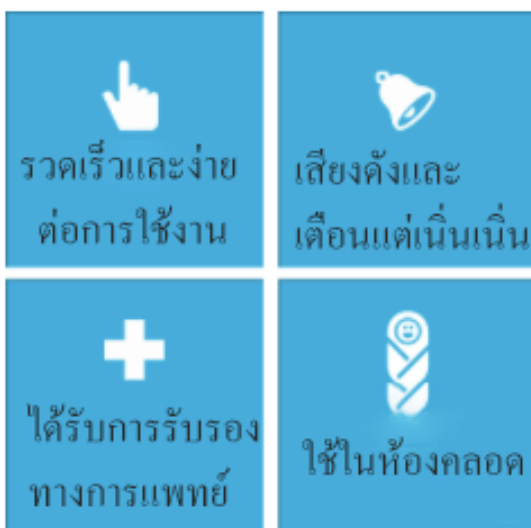 รวดเร็วและง่าย
ต่อการใช้งาน
เสียงดังและ
เตือนแต่เนิ่นเนิ่น
ได้รับการรับรอง
ทางการแพทย์
ใช้ในห้องคลอด